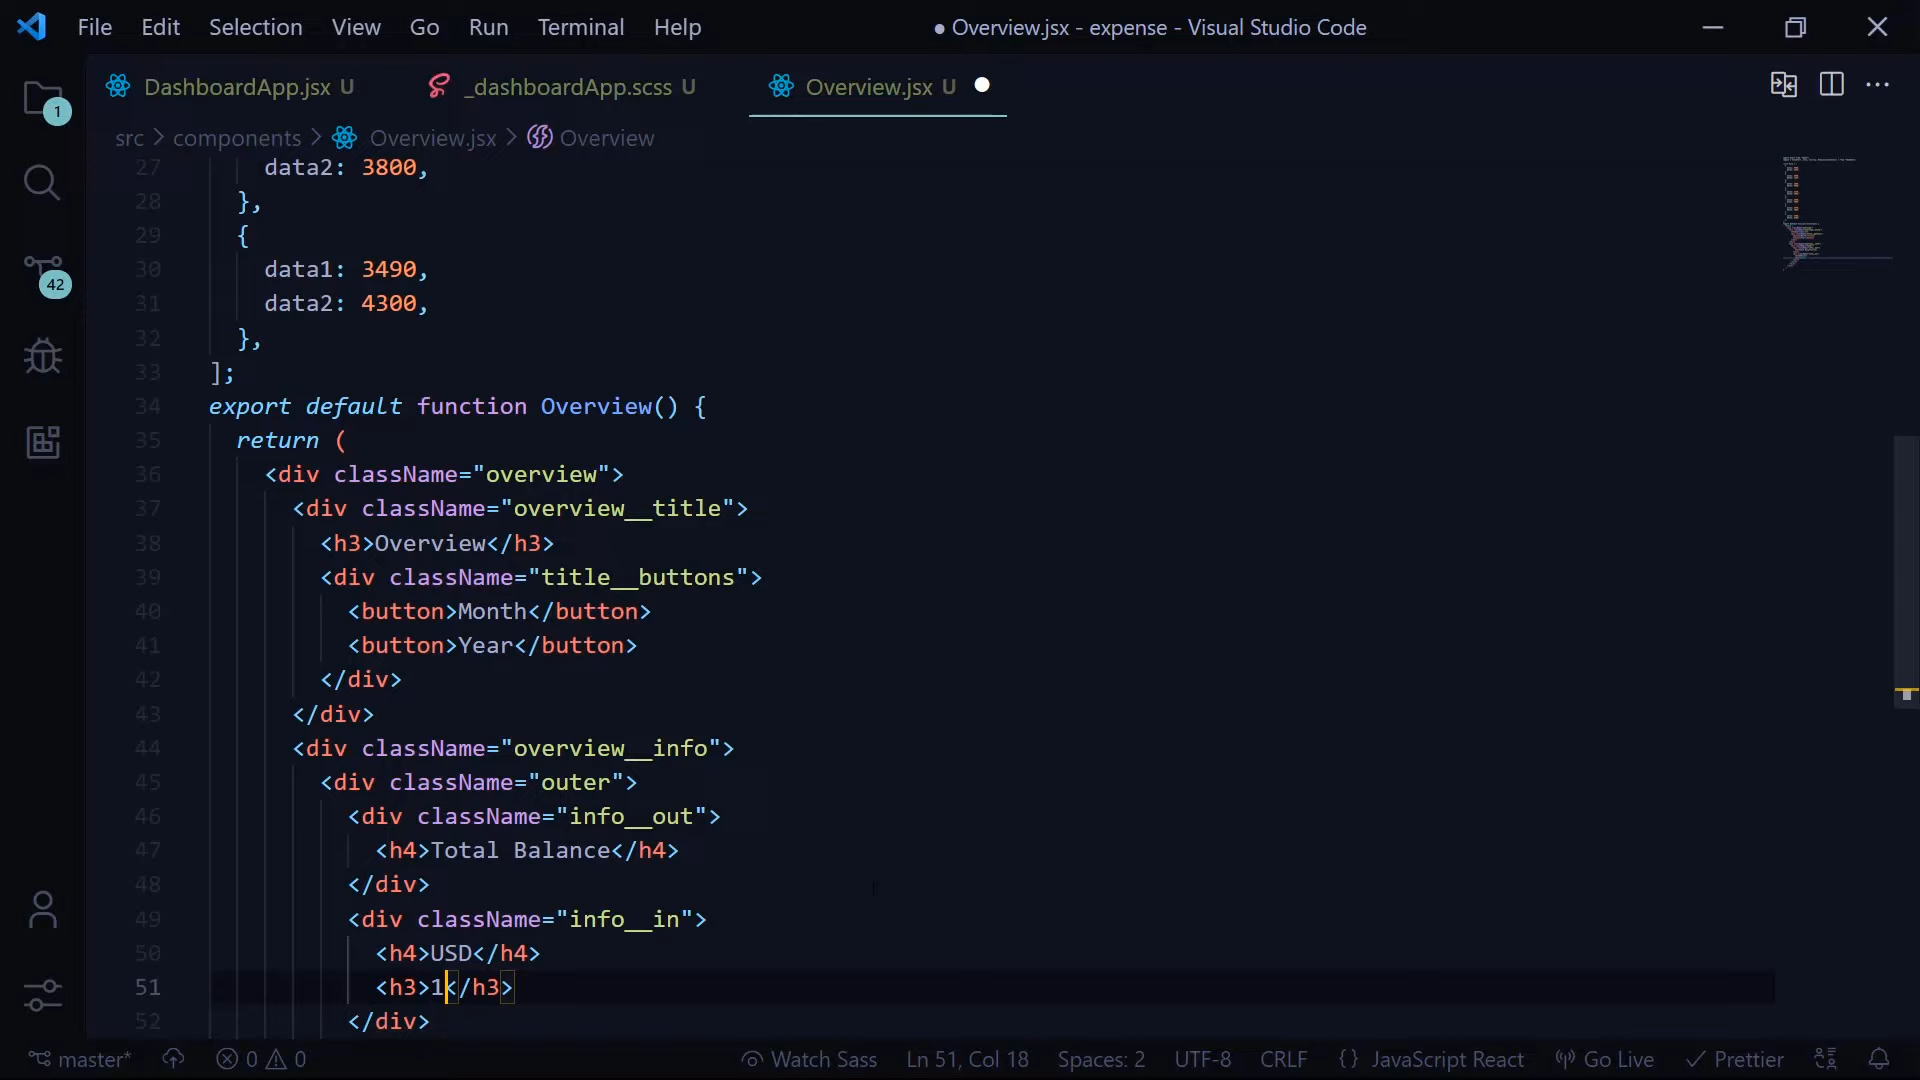 File Edit Selection View Go Run Terminal Help
● Overview.jsx - expense - Visual Studio Code
DashboardApp.jsx U
_dashboardApp.scss U
Overview.jsx U
src > components > Overview.jsx > Overview
1
42
27 data2: 3800,
28 },
29 {
30 data1: 3490,
31 data2: 4300,
32 },
33 ];
34 export default function Overview() {
35 return (
36 <div className="overview">
37 <div className="overview__title">
38 <h3>Overview</h3>
39 <div className="title__buttons">
40 <button>Month</button>
41 <button>Year</button>
42 </div>
43 </div>
44 <div className="overview__info">
45 <div className="outer">
46 <div className="info__out">
47 <h4>Total Balance</h4>
48 </div>
49 <div className="info__in">
50 <h4>USD</h4>
51 <h3>1</h3>
52 </div>
master* 0 0 Watch Sass Ln 51, Col 18 Spaces: 2 UTF-8 CRLF {} JavaScript React Go Live Prettier